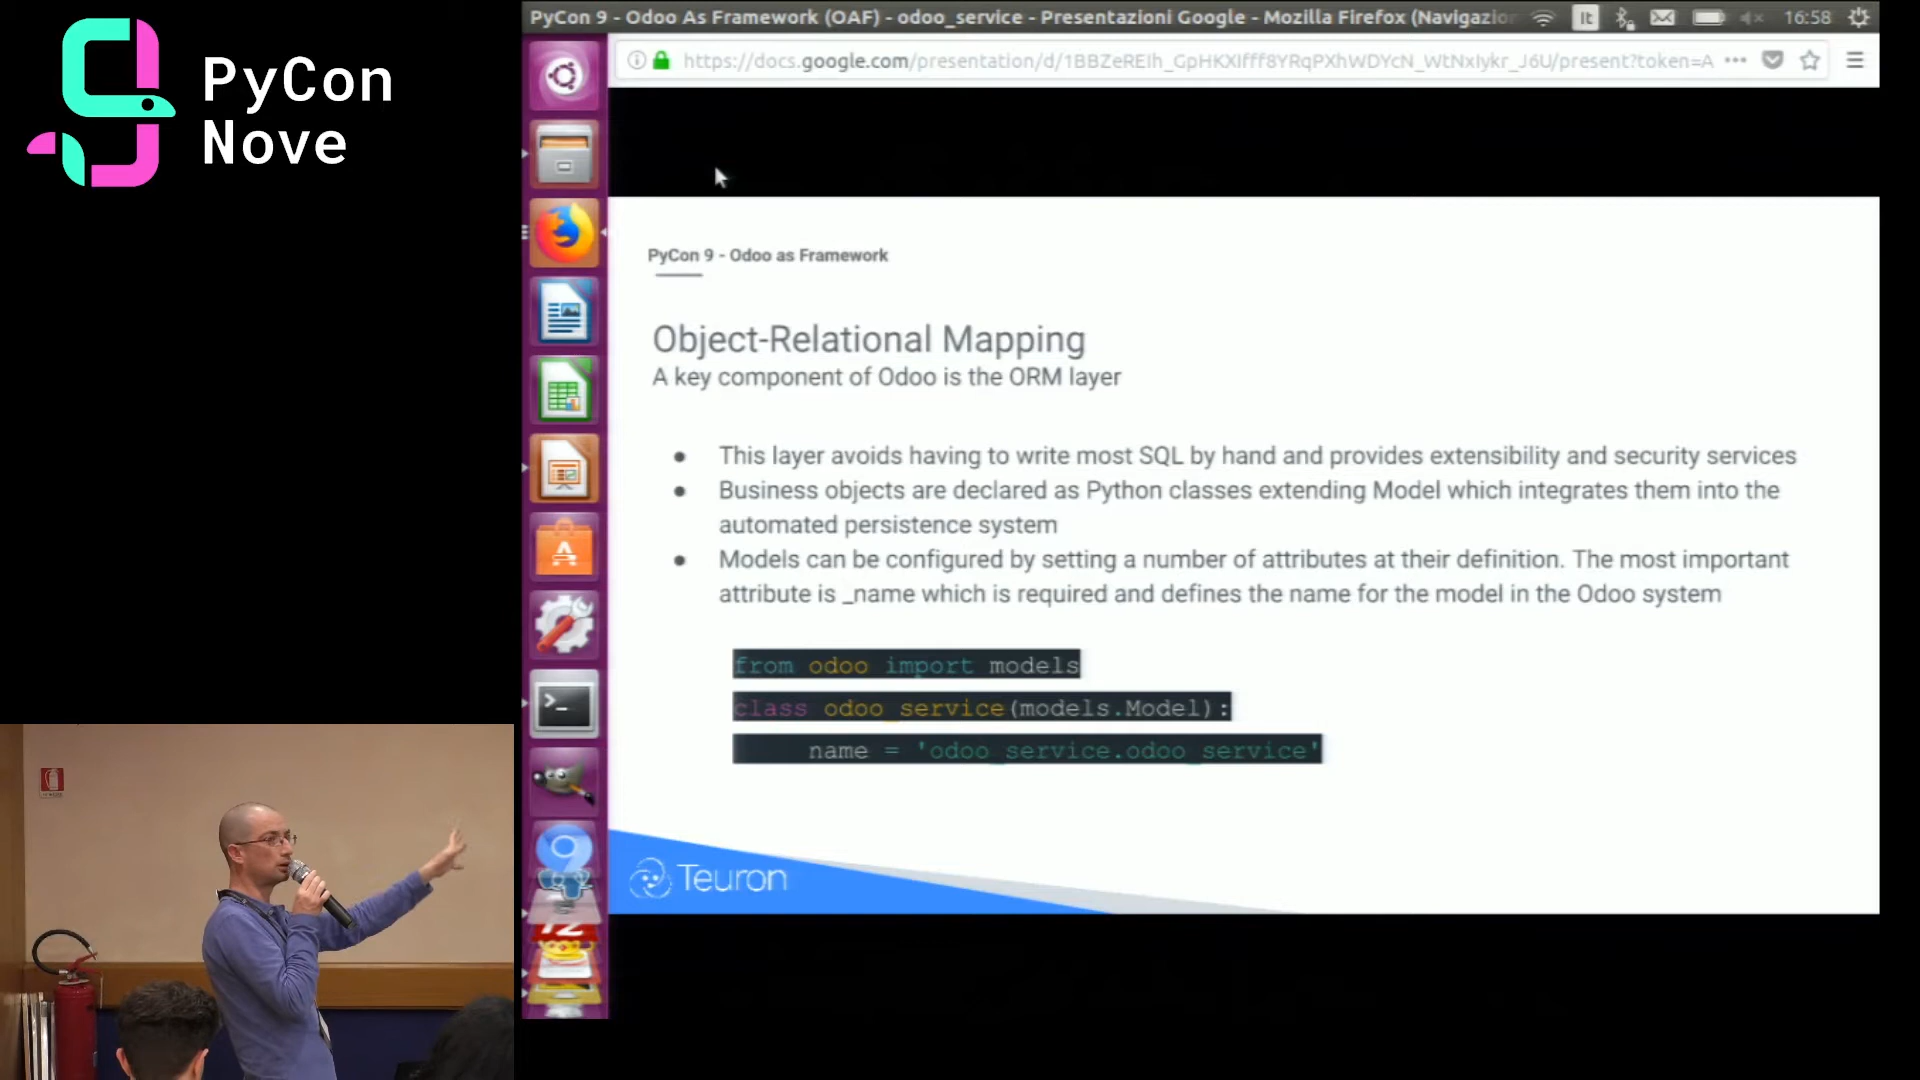 PyCon
Nove
PyCon 9 - Odoo As Framework (OAF) - odoo_service - Presentazioni Google - Mozilla Firefox (Navigazio
It
16:58
https://docs.google.com/presentation/d/
/present?token=A
PyCon 9 - Odoo as Framework
Object-Relational Mapping
A key component of Odoo is the ORM layer
This layer avoids having to write most SQL by hand and provides extensibility and security services
Business objects are declared as Python classes extending Model which integrates them into the
automated persistence system
Models can be configured by setting a number of attributes at their definition. The most important
attribute is _name which is required and defines the name for the model in the Odoo system
from odoo import models
class odoo_service(models.Model):
name = 'odoo_service.odoo_service'
Teuron